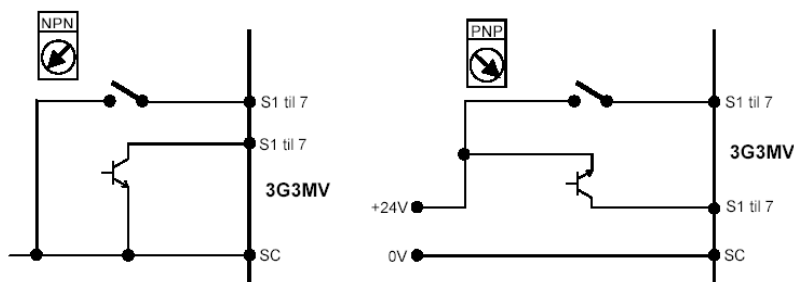 NPN
S1 til 7
S1 til 7
3G3MV
SC
PNP
S1 til 7
3G3MV
+24V
S1 til 7
0V
SC